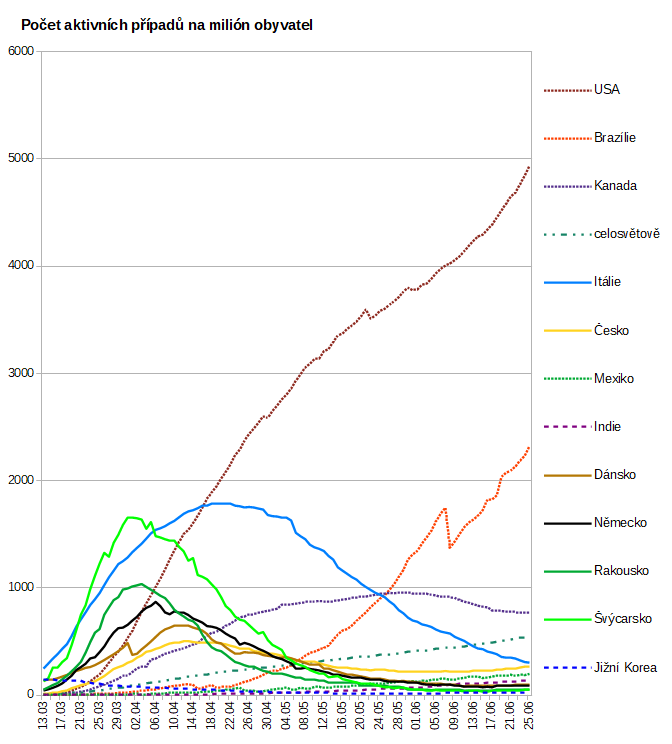 Počet aktivních případů na milión obyvatel
6000
5000
4000
3000
2000
1000
0
13.03
17.03
21.03
25.03
29.03
02.04
06.04
10.04
14.04
18.04
22.04
26.04
30.04
04.05
08.05
12.05
16.05
20.05
24.05
28.05
01.06
05.06
09.06
13.06
17.06
21.06
25.06
USA
Brazílie
Kanada
celosvětově
Itálie
Česko
Mexiko
Indie
Dánsko
Německo
Rakousko
Švýcarsko
Jižní Korea